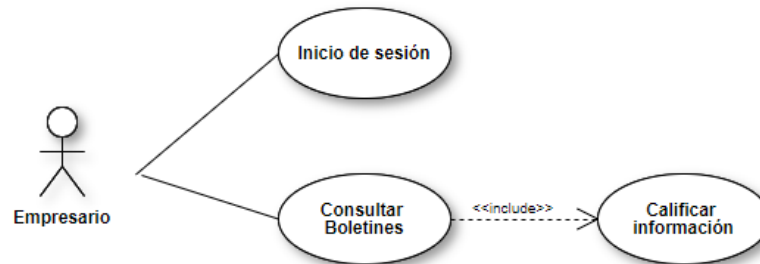 Inicio de sesión
Empresario
Consultar
Boletines
<<include>>
Calificar
información